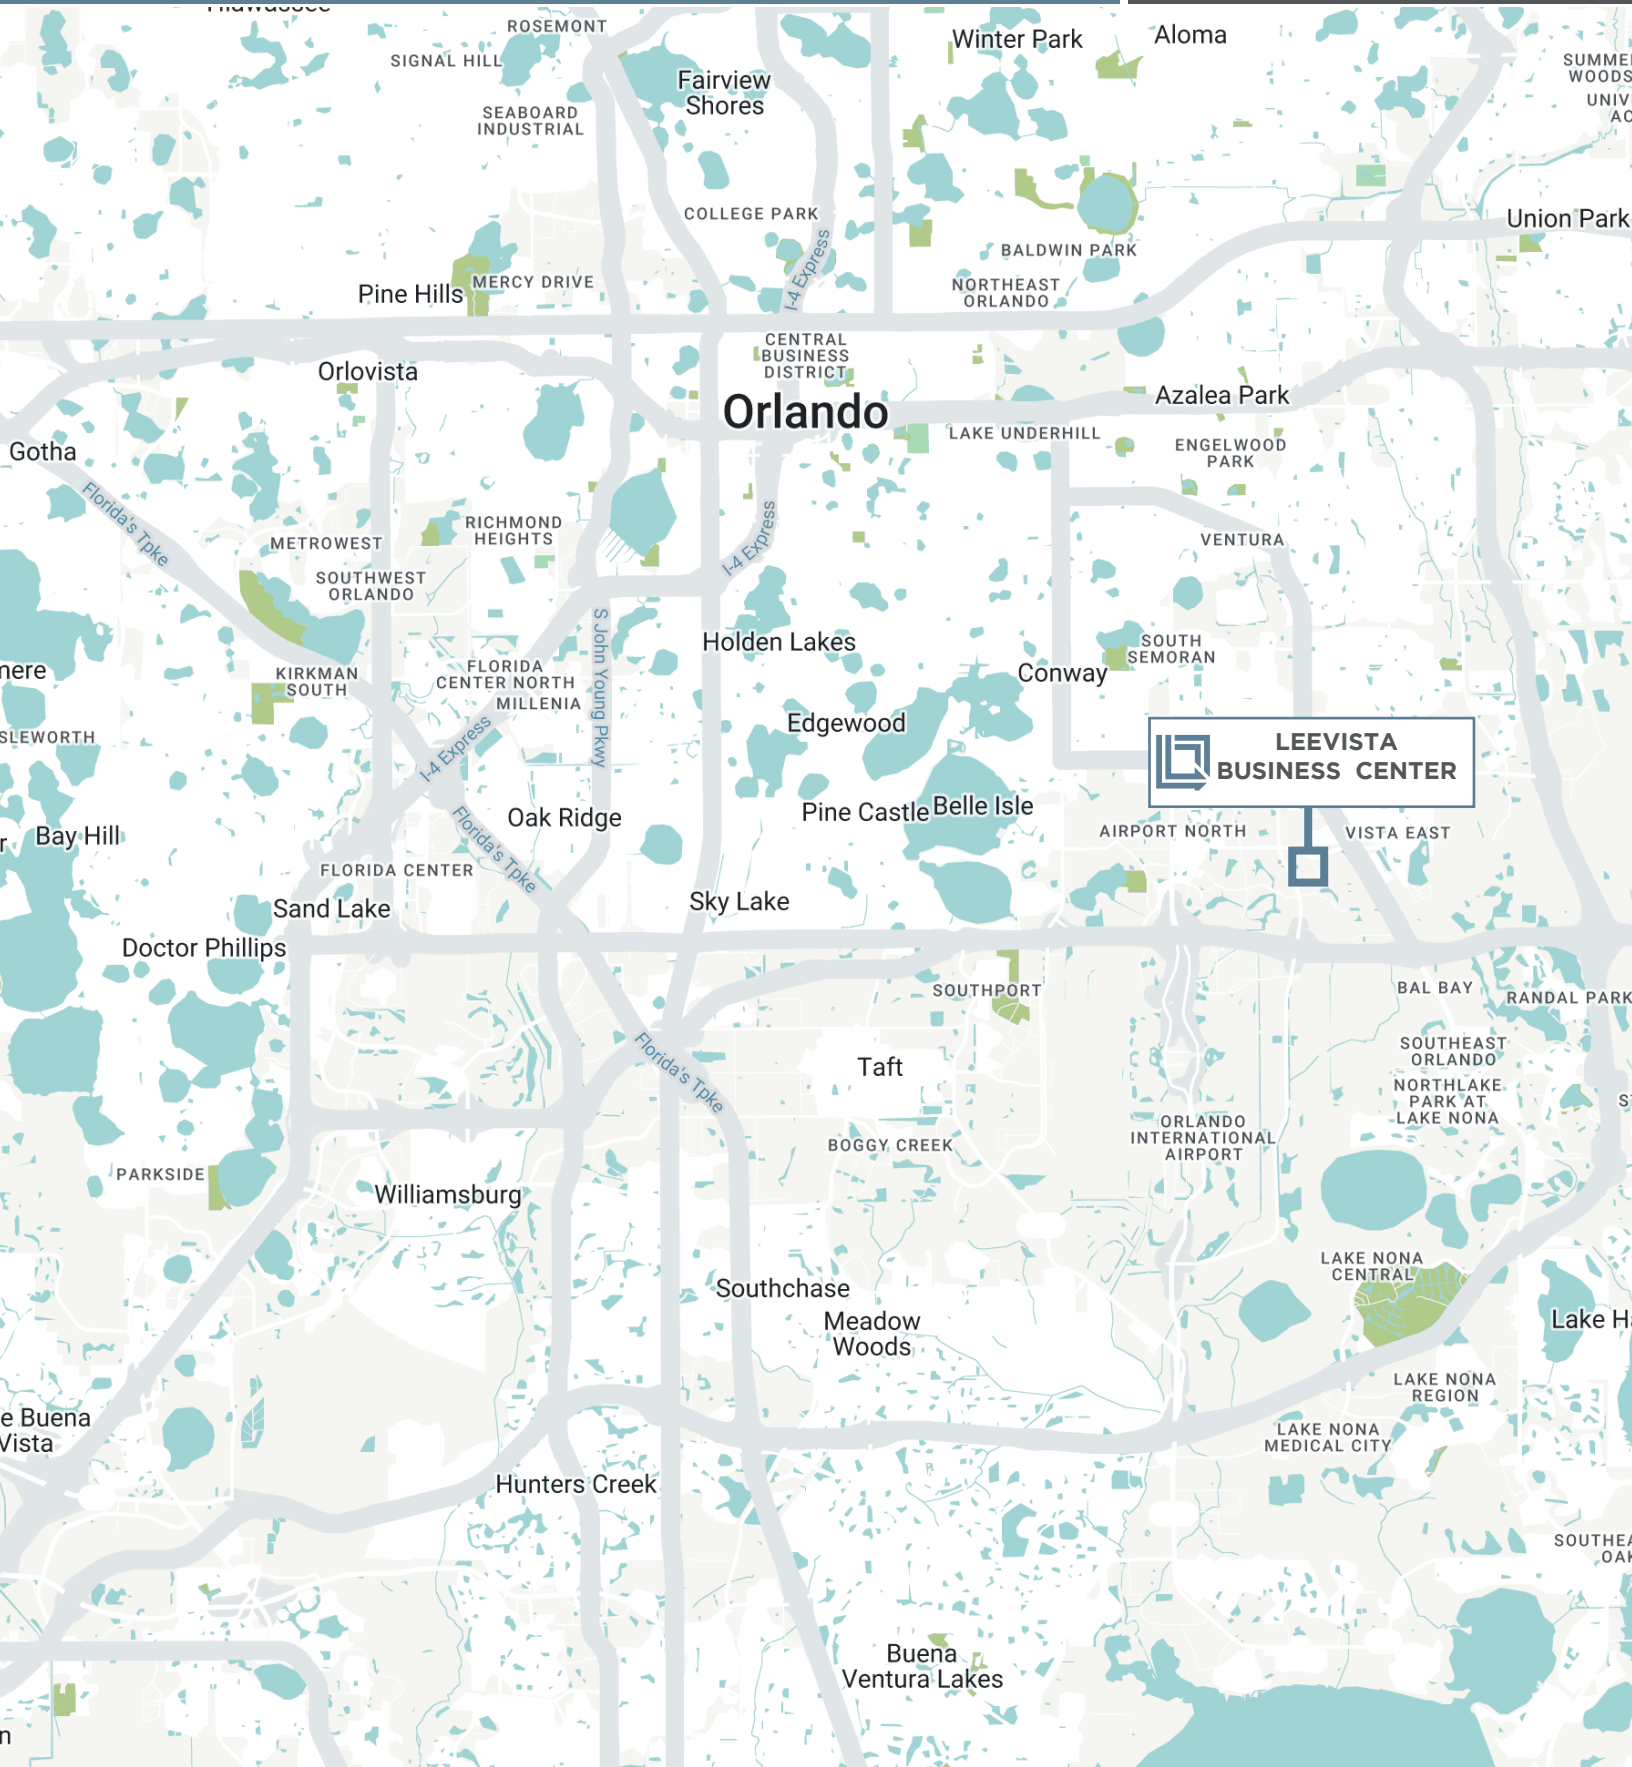 ROSEMONT
Winter Park
Aloma
SIGNAL HILL
Fairview
Shores
SEABOARD
INDUSTRIAL
COLLEGE PARK
Union Park
BALDWIN PARK
I-4 Express
MERCY DRIVE
Pine Hills
NORTHEAST
ORLANDO
CENTRAL
BUSINESS
DISTRICT
Orlovista
Azalea Park
Orlando
LAKE UNDERHILL
Gotha
ENGELWOOD
PARK
Florida's Tpke
RICHMOND
HEIGHTS
METROWEST
I-4 Express
VENTURA
SOUTHWEST
ORLANDO
S John Young Pkwy
Holden Lakes
SOUTH
SEMORAN
KIRKMAN
SOUTH
FLORIDA
CENTER NORTH
MILLENIA
Conway
Edgewood
I-4 Express
LEEVISTA
BUSINESS CENTER
Oak Ridge
Pine Castle
Belle Isle
Bay Hill
AIRPORT NORTH
VISTA EAST
Florida's Tpke
FLORIDA CENTER
Sand Lake
Sky Lake
Doctor Phillips
SOUTHPORT
BAL BAY
RANDAL PARK
Florida's Tpke
Taft
SOUTHEAST
ORLANDO
NORTHLAKE
PARK AT
LAKE NONA
ORLANDO
INTERNATIONAL
AIRPORT
BOGGY CREEK
PARKSIDE
Williamsburg
LAKE NONA
CENTRAL
Southchase
Meadow
Woods
Lake Ha
LAKE NONA
REGION
e Buena
Vista
LAKE NONA
MEDICAL CITY
Hunters Creek
SOUTHEA
OAK
Buena
Ventura Lakes